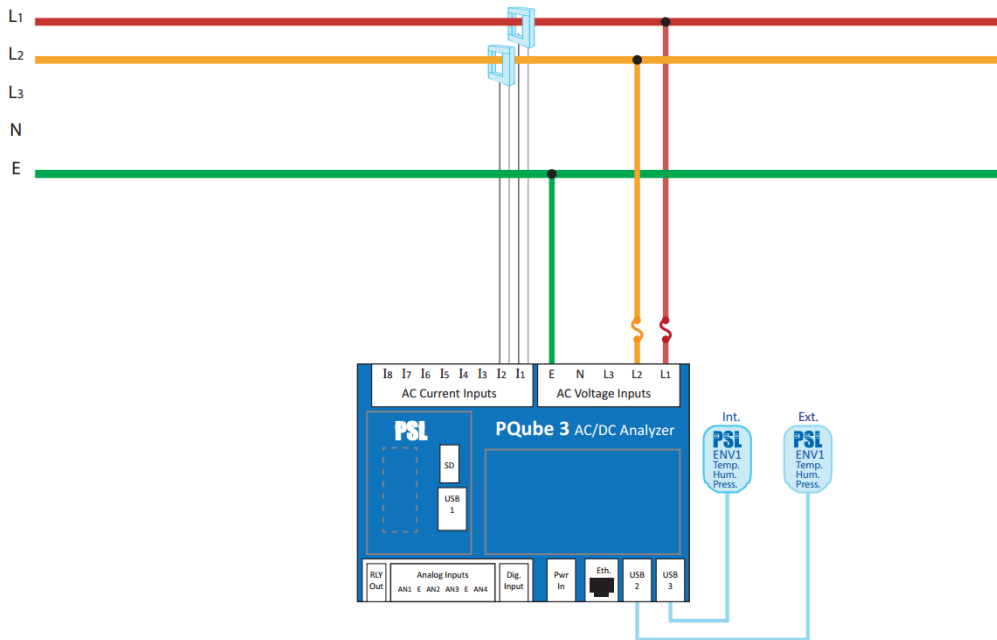 L1
L2
L3
N
E
I8 I7 I6 I5 I4 I3 I2 I1
AC Current Inputs
E N L3 L2 L1
AC Voltage Inputs
PSL
PQube 3 AC/DC Analyzer
SD
USB
1
Int.
PSL
ENV1
Temp.
Hum.
Press.
Ext.
PSL
ENV1
Temp.
Hum.
Press.
RLY
Out
Analog Inputs
AN1 E AN2 AN3 E AN4
Dig.
Input
Pwr
In
Eth.
USB
2
USB
3